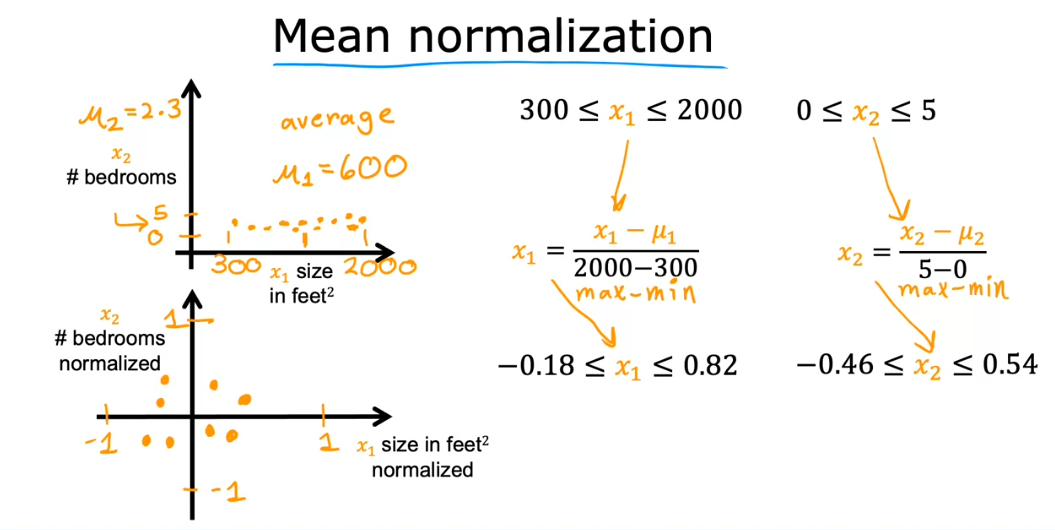 Mean normalization
μ₂=2.3
average
μ₁=600
x₂
# bedrooms
5
0
300
2000
x₁ size
in feet²
300 ≤ x₁ ≤ 2000
0 ≤ x₂ ≤ 5
x₁ = (x₁ − μ₁)/(2000−300)
max-min
x₂ = (x₂ − μ₂)/(5−0)
max-min
−0.18 ≤ x₁ ≤ 0.82
−0.46 ≤ x₂ ≤ 0.54
x₂
# bedrooms
normalized
1
-1
1
-1
x₁ size in feet²
normalized